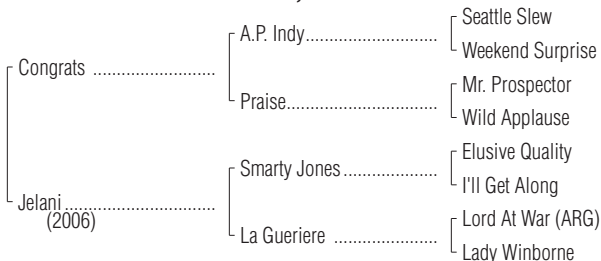 Seattle Slew
A.P. Indy..............................
Weekend Surprise
Congrats ............................
Mr. Prospector
Praise...................................
Wild Applause
Elusive Quality
Smarty Jones.....................
I'll Get Along
Jelani...................................
(2006)
Lord At War (ARG)
La Gueriere .......................
Lady Winborne